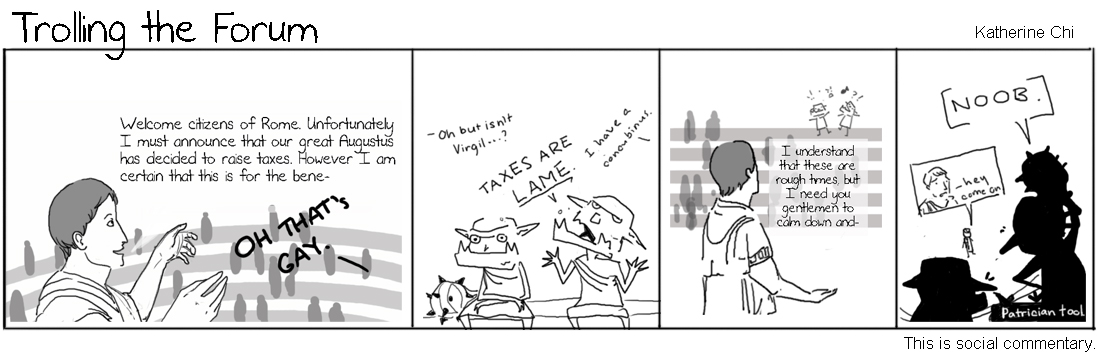 Trolling the Forum
Katherine Chi
Welcome citizens of Rome. Unfortunately
I must announce that our great Augustus
has decided to raise taxes. However I am
certain that this is for the bene-
OH THAT'S
GAY.
-Oh but isn't
Virgil...?
TAXES ARE
LAME.
I have a
concubinus.
!!?!
I understand
that these are
rough times, but
I need you
gentlemen to
calm down and-
[NOOB.]
-hey
come on
Patrician tool
This is social commentary.